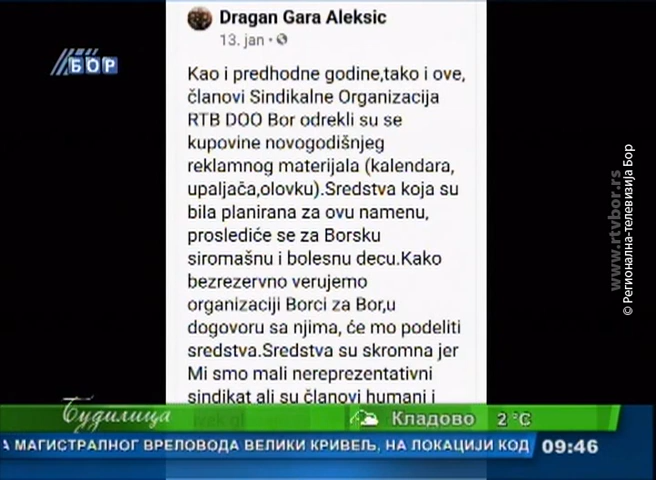 Dragan Gara Aleksic
13. jan
БОР
Kao i predhodne godine,tako i ove,
članovi Sindikalne Organizacija
RTB DOO Bor odrekli su se
kupovine novogodišnjeg
reklamnog materijala (kalendara,
upaljača,olovku).Sredstva koja su
bila planirana za ovu namenu,
proslediće se za Borsku
siromašnu i bolesnu decu.Kako
bezrezervno verujemo
organizaciji Borci za Bor,u
dogovoru sa njima, će mo podeliti
sredstva.Sredstva su skromna jer
Mi smo mali nereprezentativni
sindikat ali su članovi humani i
www.rtvbor.rs
© Регионална-телевизија Бор
Будилица
Кладово 2 °C
А МАГИСТРАЛНОГ ВРЕЛОВОДА ВЕЛИКИ КРИВЕЉ, НА ЛОКАЦИЈИ КОД
09:46